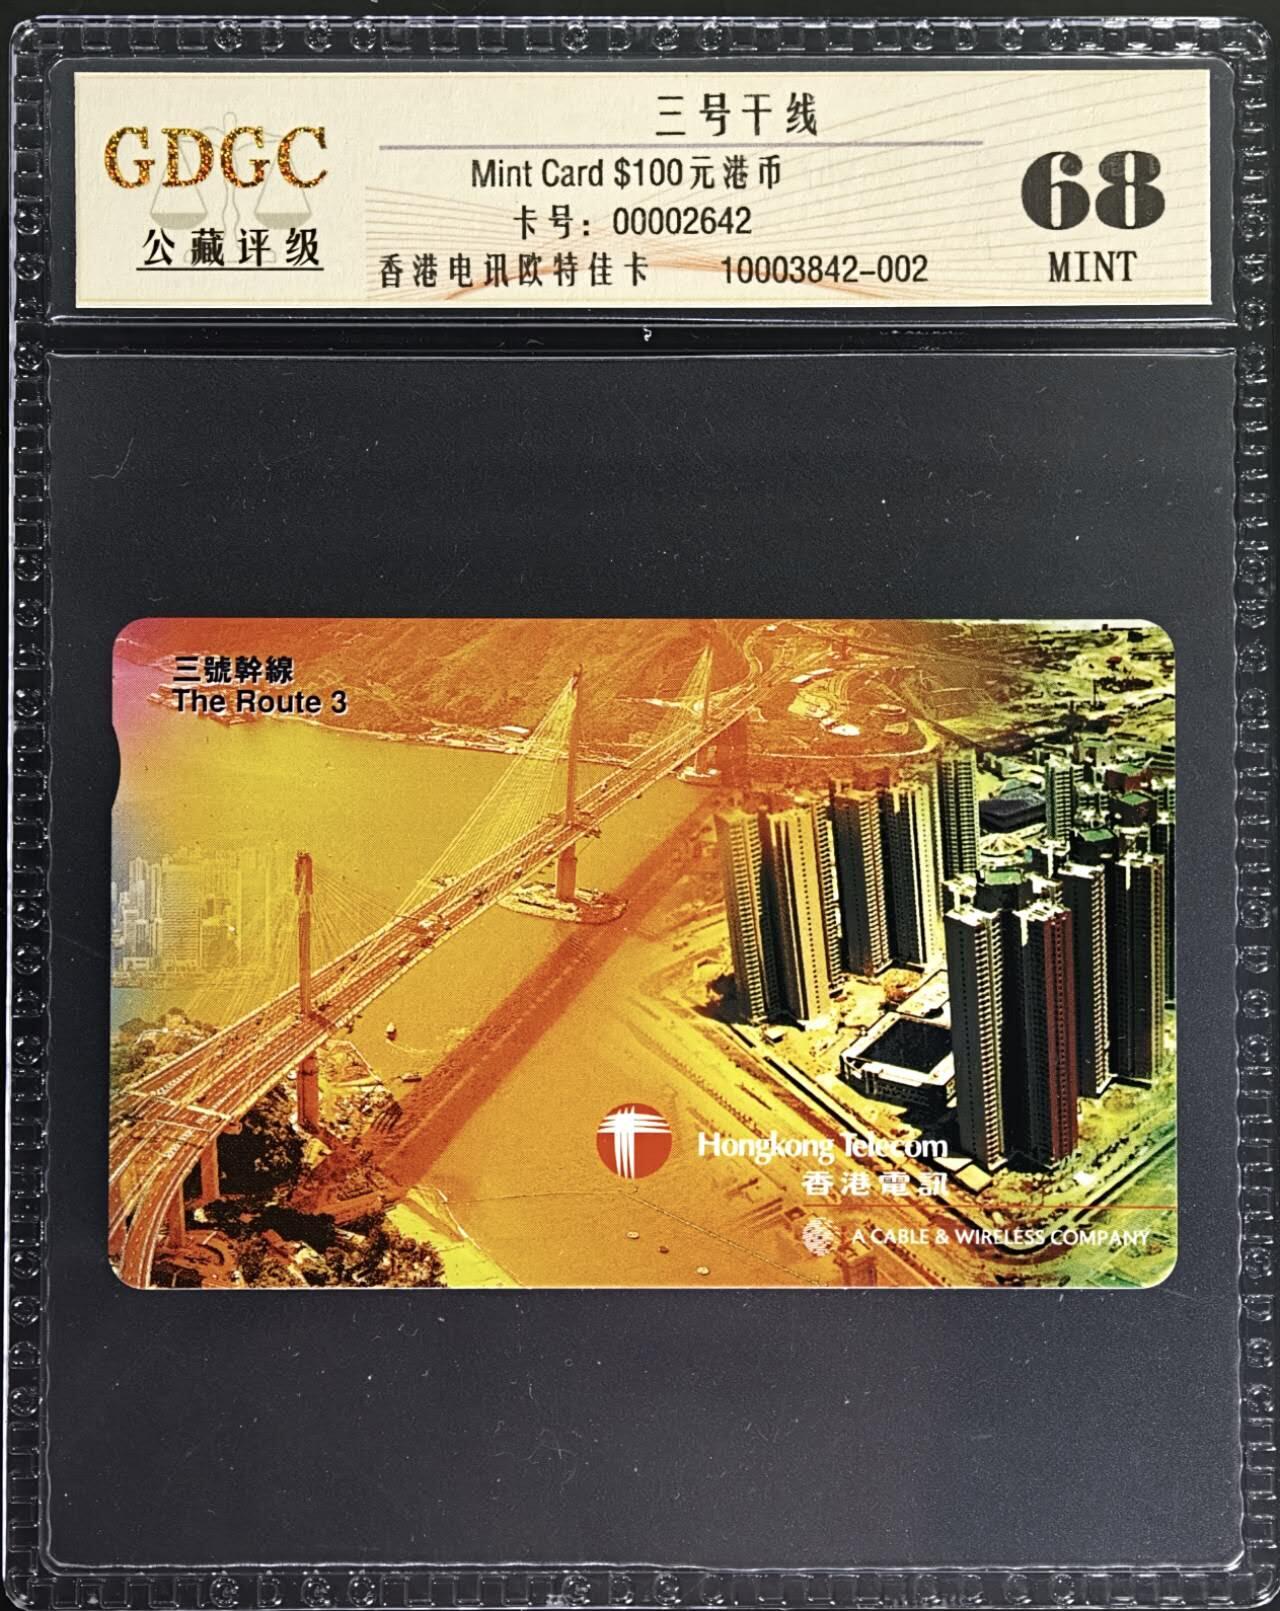 GDGC
公藏评级
三号干线
Mint Card $100元港币
卡号：00002642
香港电讯欧特佳卡 10003842-002
68
MINT
三號幹線
The Route 3
Hongkong Telecom
香港電訊
A CABLE & WIRELESS COMPANY